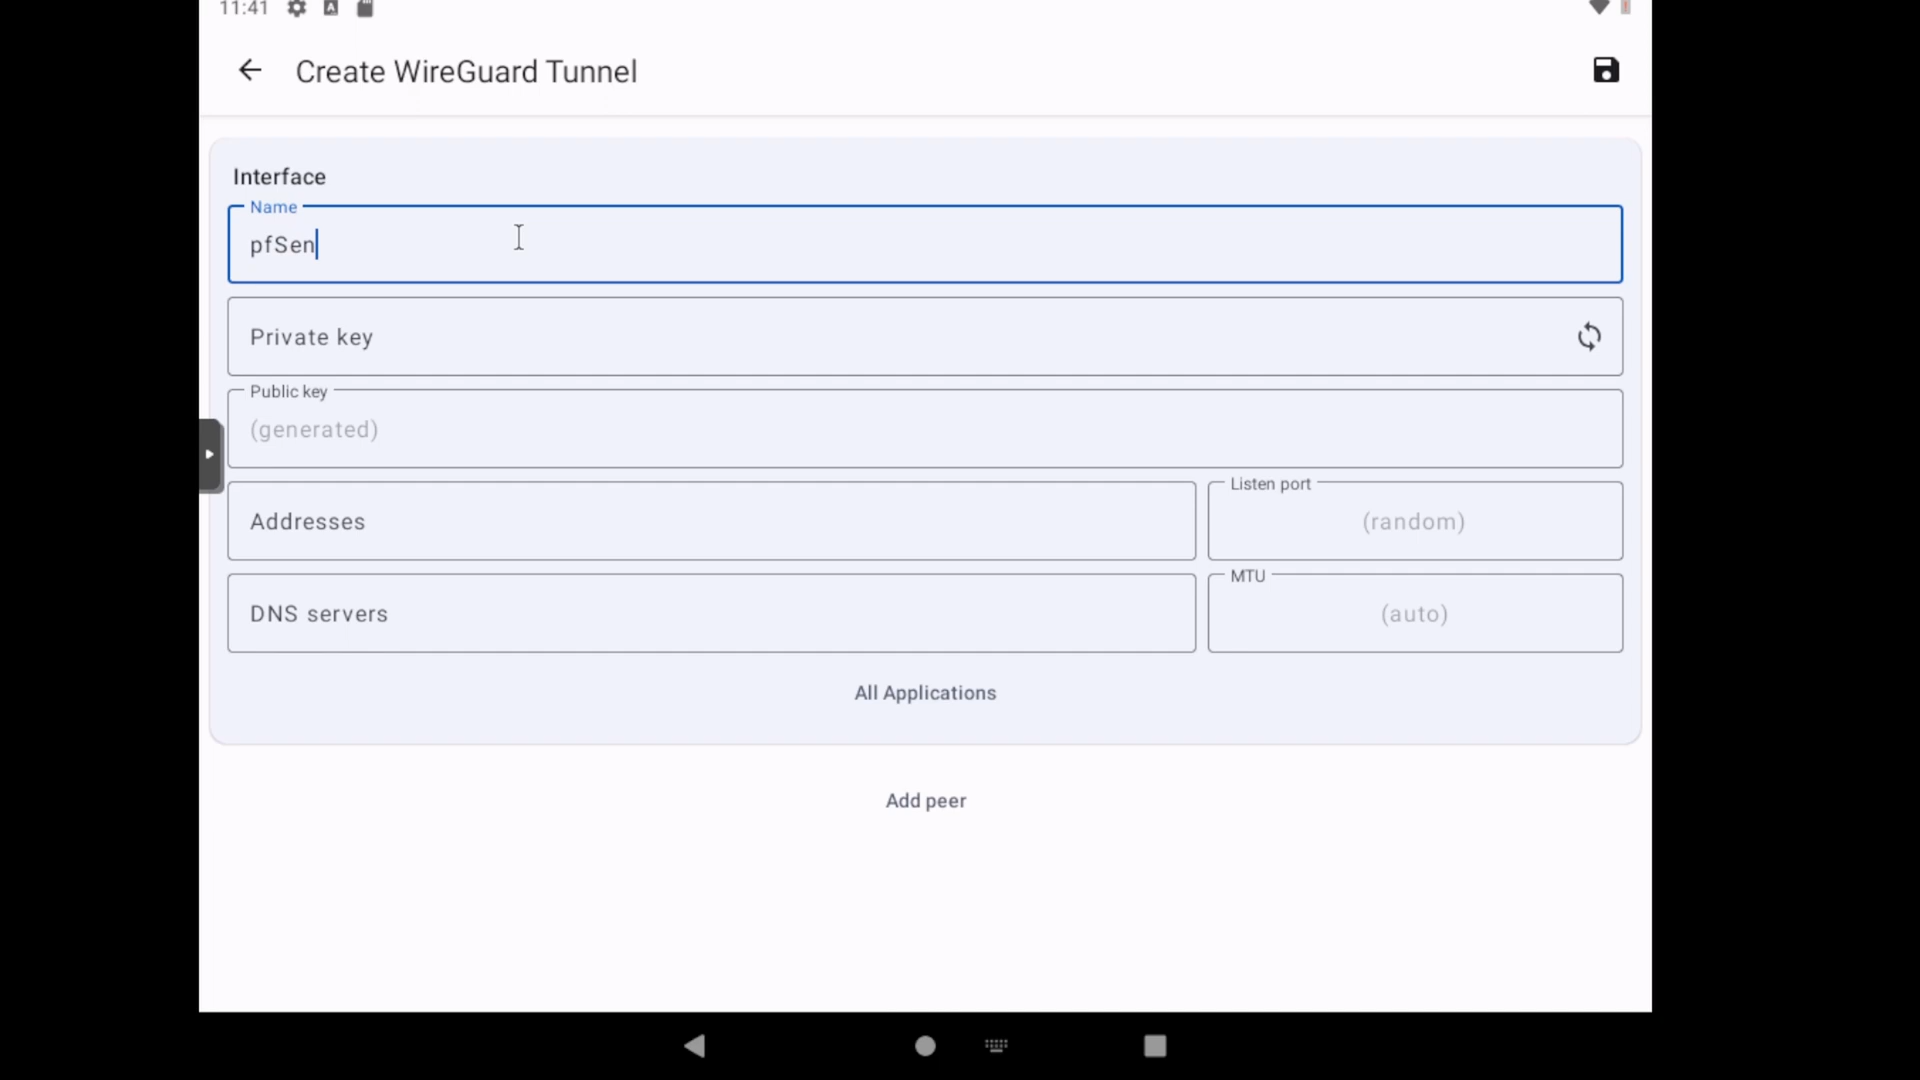 11:41
Create WireGuard Tunnel
Interface
Name
pfSen
Private key
Public key
(generated)
Addresses
Listen port
(random)
DNS servers
MTU
(auto)
All Applications
Add peer